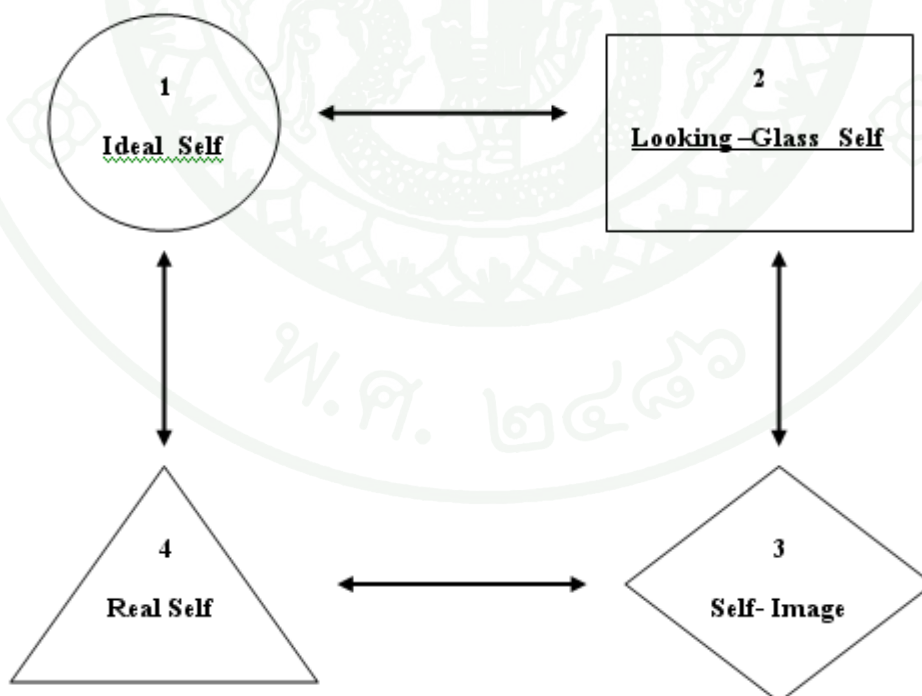 1
Ideal Self
2
Looking –Glass Self
พ.ศ. ๒๔๘๖
4
Real Self
3
Self- Image